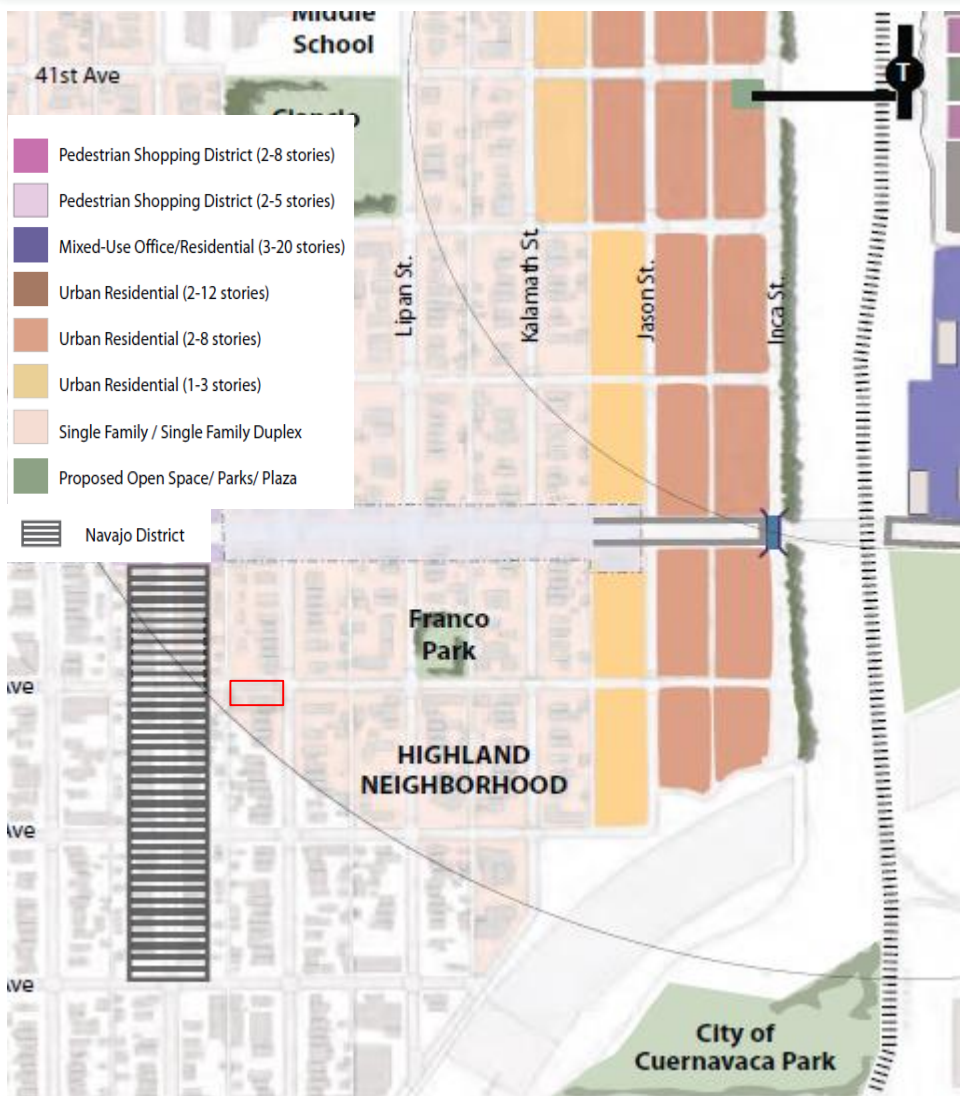 Middle
School
41st Ave
T
Pedestrian Shopping District (2-8 stories)
Pedestrian Shopping District (2-5 stories)
Mixed-Use Office/Residential (3-20 stories)
Urban Residential (2-12 stories)
Urban Residential (2-8 stories)
Urban Residential (1-3 stories)
Single Family / Single Family Duplex
Proposed Open Space/ Parks/ Plaza
Navajo District
Lipan St.
Kalamath St.
Jason St.
Inca St.
Franco
Park
HIGHLAND
NEIGHBORHOOD
Ave
Ave
Ave
City of
Cuernavaca Park